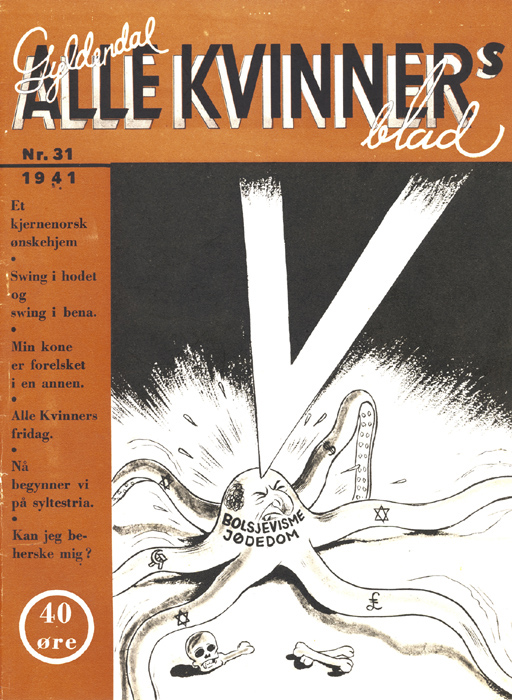 Gyldendal
ALLE KVINNERs
blad
Nr. 31
1941
Et
kjernenorsk
ønskehjem
•
Swing i hodet
og
swing i bena.
•
Min kone
er forelsket
i en annen.
•
Alle Kvinners
fridag.
•
Nå
begynner vi
på syltestria.
•
Kan jeg be-
herske mig?
40
øre
V
BOLSJEVISME
JØDEDOM
$
£